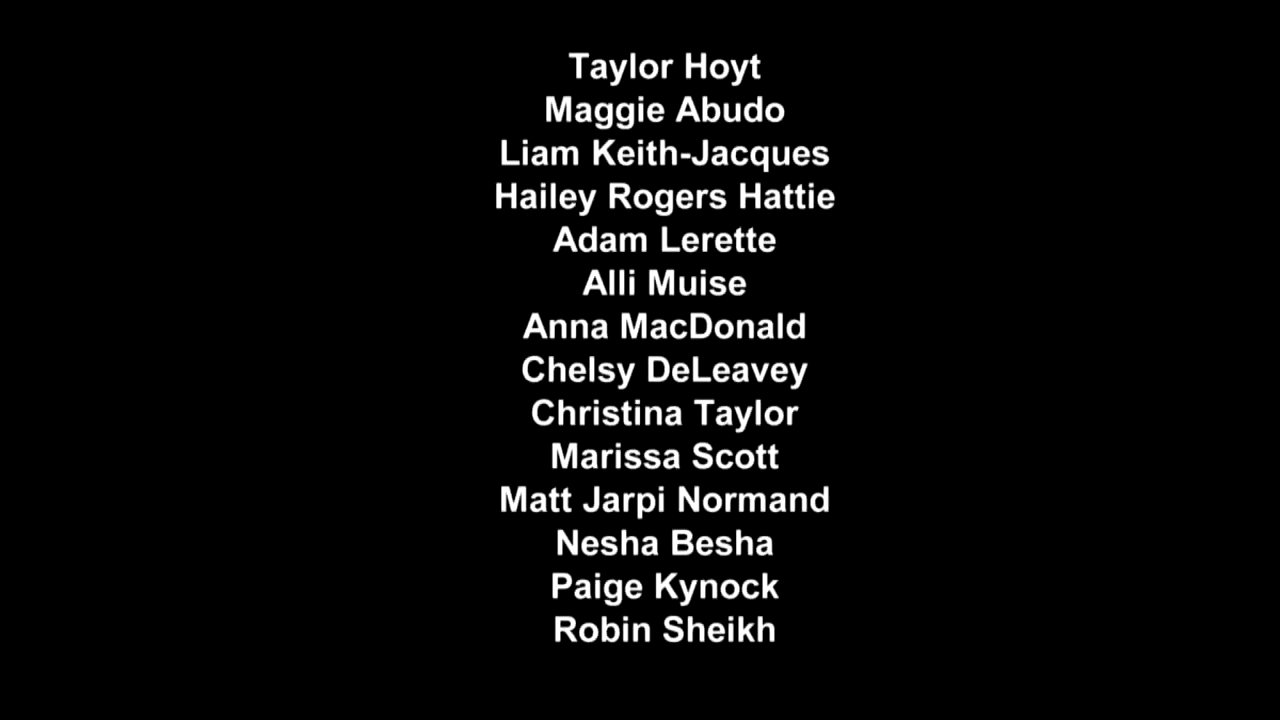 Taylor Hoyt
Maggie Abudo
Liam Keith-Jacques
Hailey Rogers Hattie
Adam Lerette
Alli Muise
Anna MacDonald
Chelsy DeLeavey
Christina Taylor
Marissa Scott
Matt Jarpi Normand
Nesha Besha
Paige Kynock
Robin Sheikh